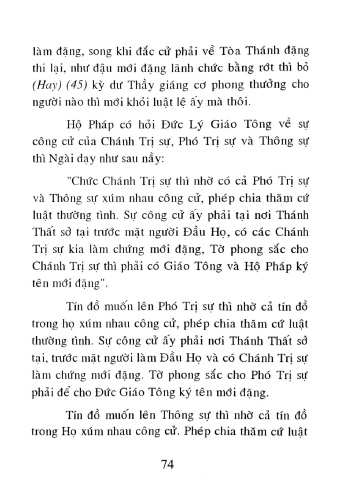 làm đặng, song khi đắc cử phải về Tòa Thánh đặng
thi lại, như đậu mới đặng lãnh chức bằng rớt thì bỏ
(Hay) (45) kỳ dư Thầy giáng cơ phong thưởng cho
người nào thì mới khỏi luật lệ ấy mà thôi.
Hộ Pháp có hỏi Đức Lý Giáo Tông về sự
công cử của Chánh Trị sự, Phó Trị sự và Thông sự
thì Ngài dạy như sau nầy:
"Chức Chánh Trị sự thì nhờ có cả Phó Trị sự
và Thông sự xúm nhau công cử, phép chia thăm cứ
luật thường tình. Sự công cử ấy phải tại nơi Thánh
Thất sở tại trước mặt người Đầu Họ, có các Chánh
Trị sự kia làm chứng mới đặng, Tờ phong sắc cho
Chánh Trị sự thì phải có Giáo Tông và Hộ Pháp ký
tên mới đặng".
Tín đồ muốn lên Phó Trị sự thì nhờ cả tín đồ
trong họ xúm nhau công cử, phép chia thăm cứ luật
thường tình. Sự công cử ấy phải nơi Thánh Thất sở
tại, trước mặt người làm Đầu Họ và có Chánh Trị sự
làm chứng mới đặng. Tờ phong sắc cho Phó Trị sự
phải để cho Đức Giáo Tông ký tên mới đặng.
Tín đồ muốn lên Thông sự thì nhờ cả tín đồ
trong Họ xúm nhau công cử. Phép chia thăm cứ luật
74